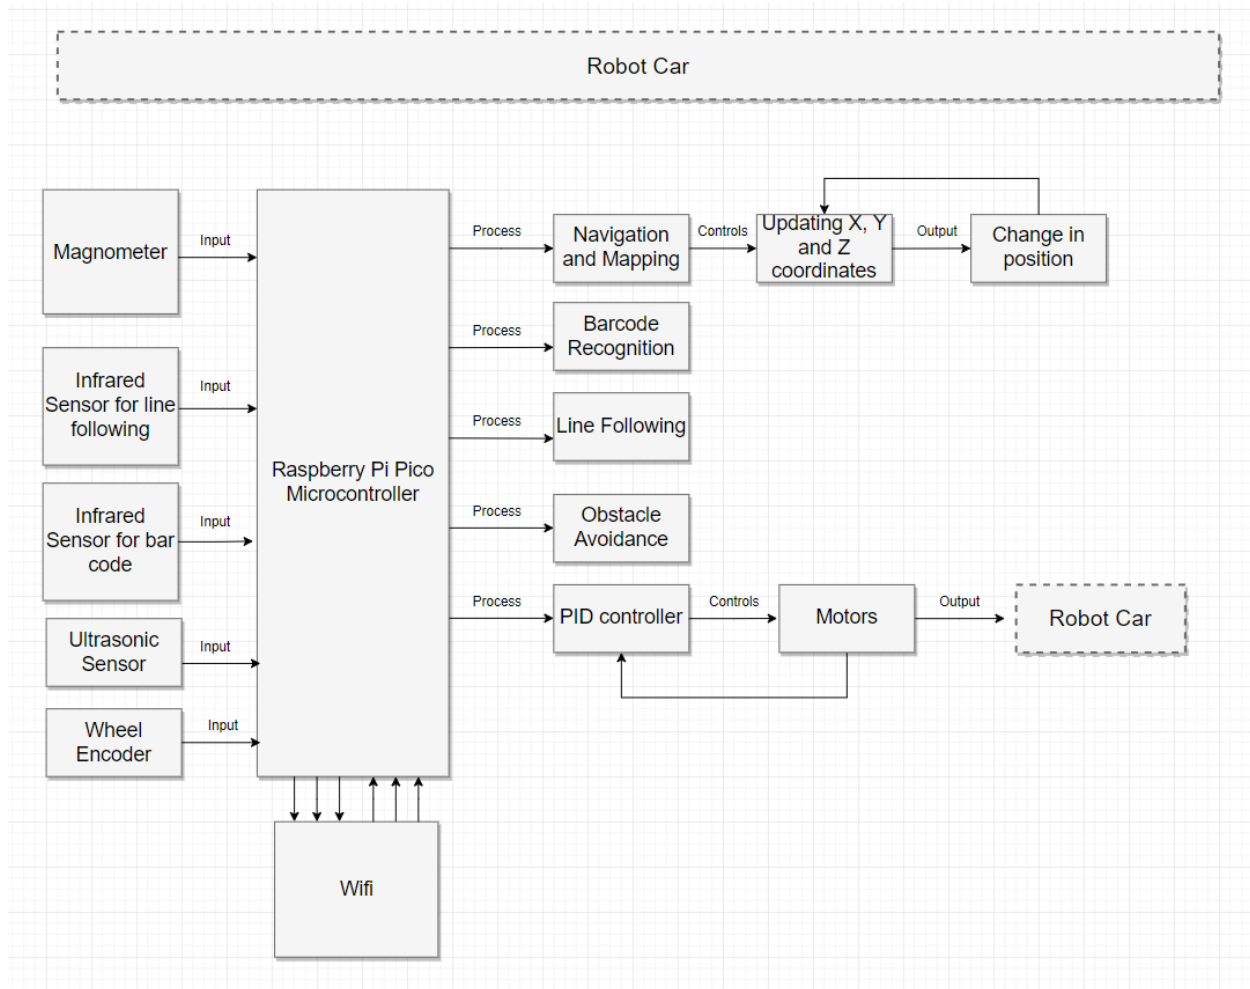 Robot Car
Magnometer
Input
Infrared
Sensor for line
following
Input
Infrared
Sensor for bar
code
Input
Ultrasonic
Sensor
Input
Wheel
Encoder
Input
Raspberry Pi Pico
Microcontroller
Wifi
Process
Navigation
and Mapping
Controls
Updating X, Y
and Z
coordinates
Output
Change in
position
Process
Barcode
Recognition
Process
Line Following
Process
Obstacle
Avoidance
Process
PID controller
Controls
Motors
Output
Robot Car